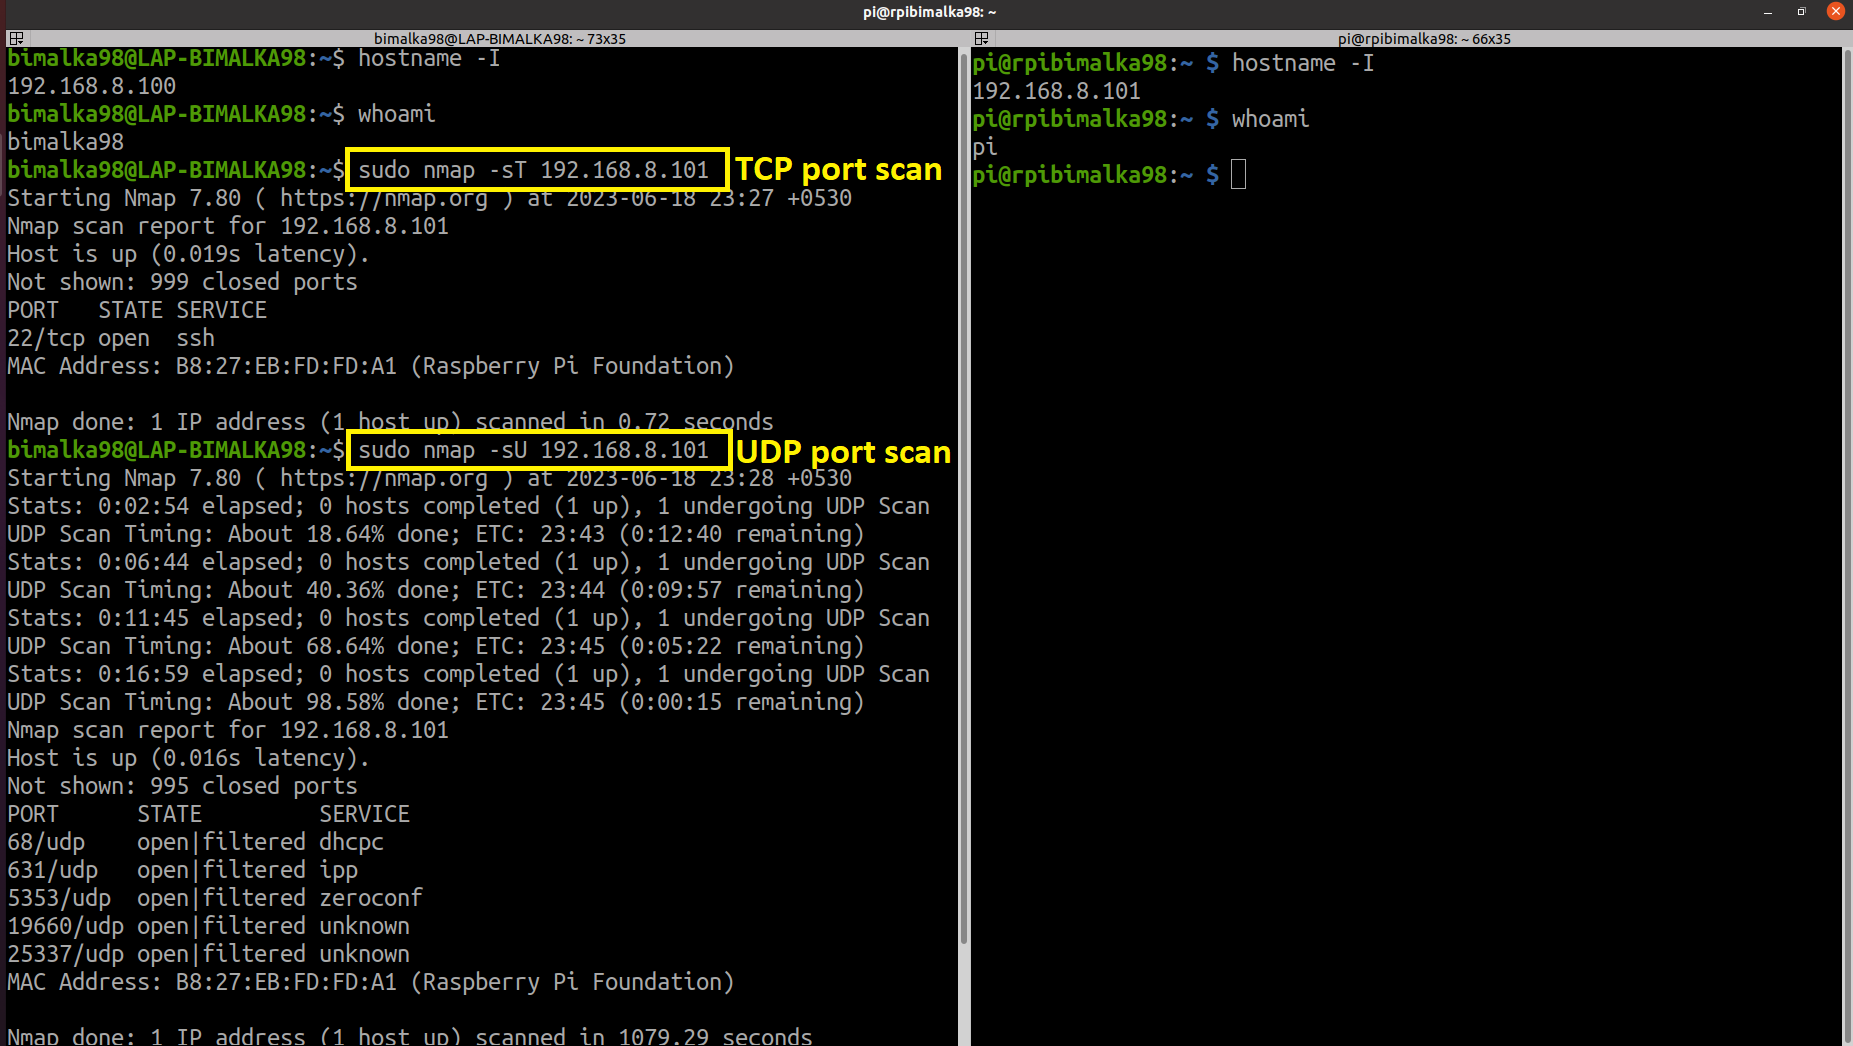 pi@rpibimalka98: ~
bimalka98@LAP-BIMALKA98: ~ 73x35
bimalka98@LAP-BIMALKA98:~$ hostname -I
192.168.8.100
bimalka98@LAP-BIMALKA98:~$ whoami
bimalka98
bimalka98@LAP-BIMALKA98:~$ sudo nmap -sT 192.168.8.101 TCP port scan
Starting Nmap 7.80 ( https://nmap.org ) at 2023-06-18 23:27 +0530
Nmap scan report for 192.168.8.101
Host is up (0.019s latency).
Not shown: 999 closed ports
PORT   STATE SERVICE
22/tcp open  ssh
MAC Address: B8:27:EB:FD:FD:A1 (Raspberry Pi Foundation)
Nmap done: 1 IP address (1 host up) scanned in 0.72 seconds
bimalka98@LAP-BIMALKA98:~$ sudo nmap -sU 192.168.8.101 UDP port scan
Starting Nmap 7.80 ( https://nmap.org ) at 2023-06-18 23:28 +0530
Stats: 0:02:54 elapsed; 0 hosts completed (1 up), 1 undergoing UDP Scan
UDP Scan Timing: About 18.64% done; ETC: 23:43 (0:12:40 remaining)
Stats: 0:06:44 elapsed; 0 hosts completed (1 up), 1 undergoing UDP Scan
UDP Scan Timing: About 40.36% done; ETC: 23:44 (0:09:57 remaining)
Stats: 0:11:45 elapsed; 0 hosts completed (1 up), 1 undergoing UDP Scan
UDP Scan Timing: About 68.64% done; ETC: 23:45 (0:05:22 remaining)
Stats: 0:16:59 elapsed; 0 hosts completed (1 up), 1 undergoing UDP Scan
UDP Scan Timing: About 98.58% done; ETC: 23:45 (0:00:15 remaining)
Nmap scan report for 192.168.8.101
Host is up (0.016s latency).
Not shown: 995 closed ports
PORT      STATE         SERVICE
68/udp    open|filtered dhcpc
631/udp   open|filtered ipp
5353/udp  open|filtered zeroconf
19660/udp open|filtered unknown
25337/udp open|filtered unknown
MAC Address: B8:27:EB:FD:FD:A1 (Raspberry Pi Foundation)
Nmap done: 1 IP address (1 host up) scanned in 1079.29 seconds
pi@rpibimalka98: ~ 66x35
pi@rpibimalka98:~ $ hostname -I
192.168.8.101
pi@rpibimalka98:~ $ whoami
pi
pi@rpibimalka98:~ $